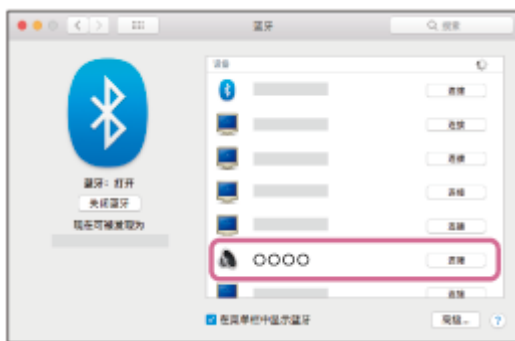 蓝牙
搜索
设备
连接
连接
连接
连接
连接
蓝牙：打开
关闭蓝牙
现在可被发现为
○○○○
连接
连接
在菜单栏中显示蓝牙
高级...
?